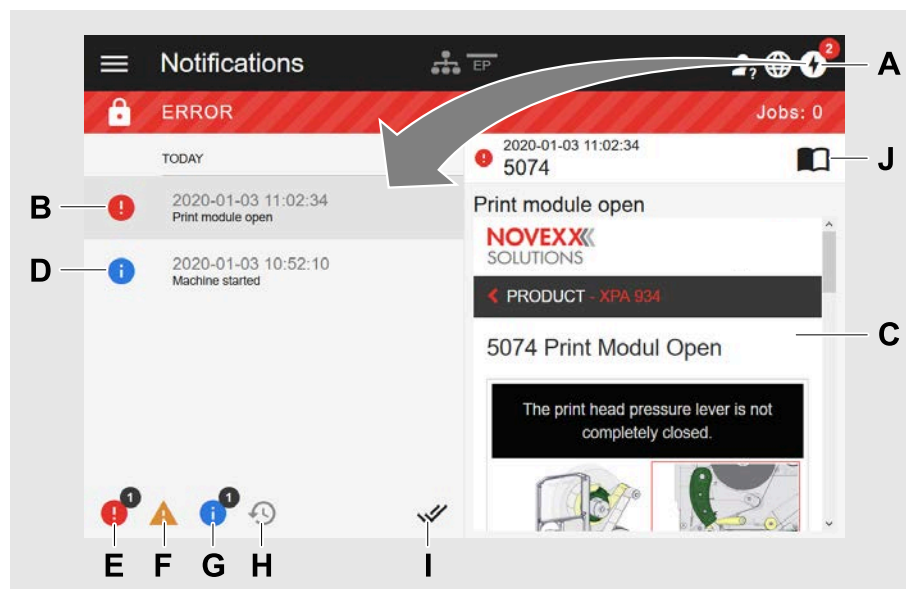 Notifications
EP
?
2
A
ERROR
Jobs: 0
TODAY
2020-01-03 11:02:34
5074
J
B
2020-01-03 11:02:34
Print module open
Print module open
NOVEXX
SOLUTIONS
D
2020-01-03 10:52:10
Machine started
PRODUCT - XPA 934
C
5074 Print Modul Open
The print head pressure lever is not
completely closed.
1
1
E
F
G
H
I